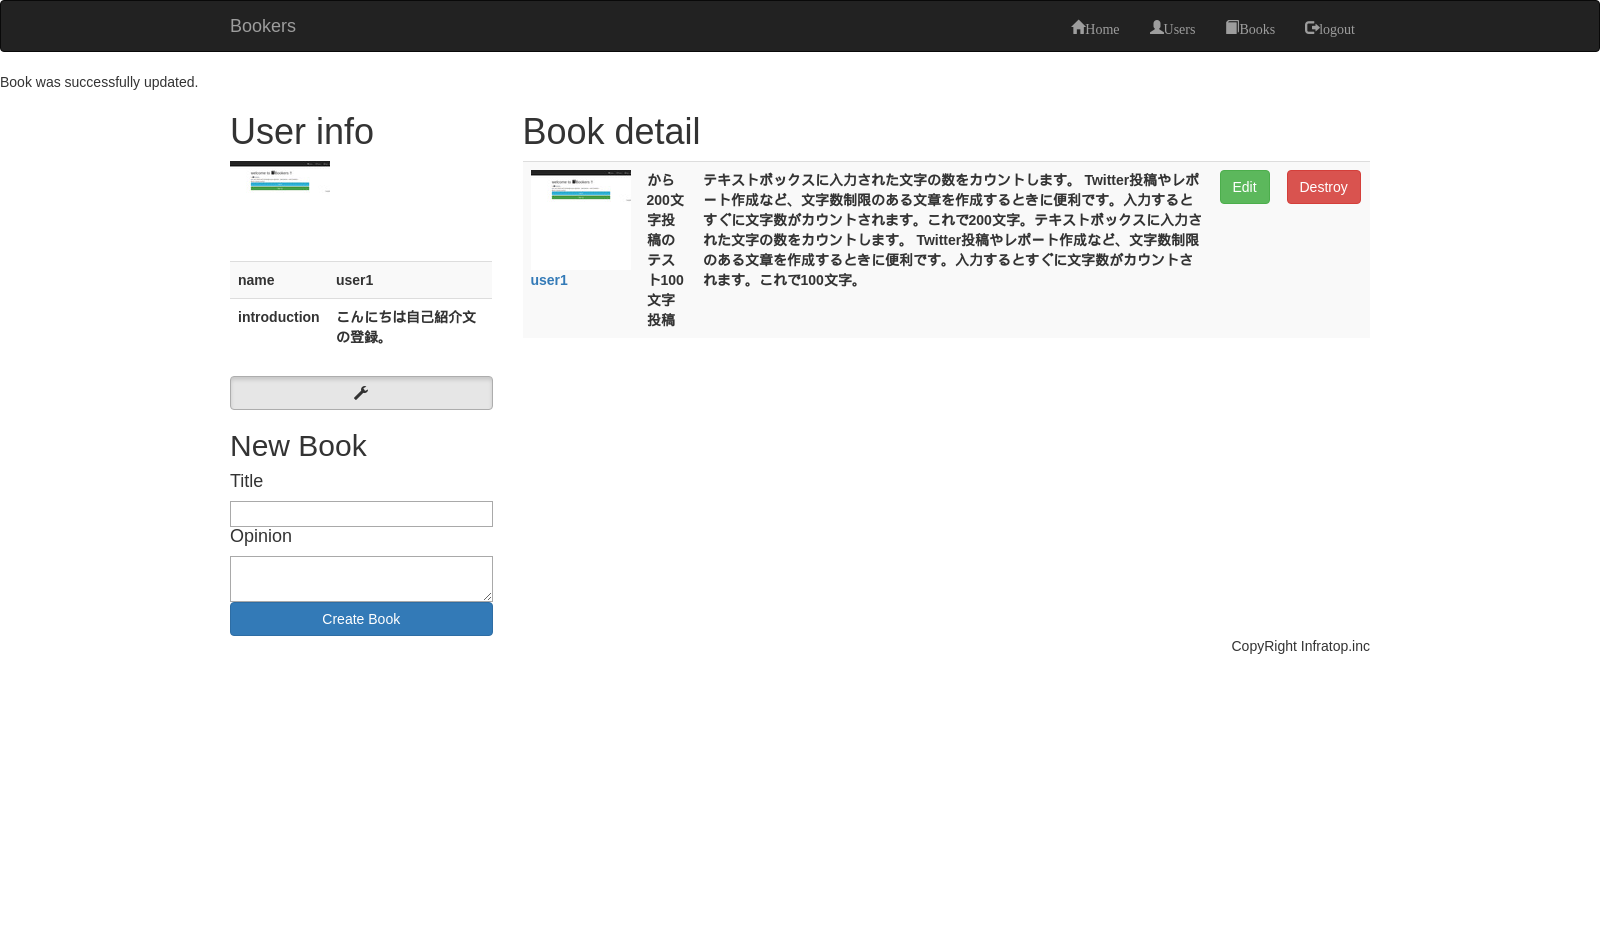 Bookers
Home
Users
Books
logout
Book was successfully updated.
User info
name
user1
introduction
こんにちは自己紹介文
の登録。
New Book
Title
Opinion
Create Book
Book detail
user1
から
200文
字投
稿の
テス
ト100
文字
投稿
テキストボックスに入力された文字の数をカウントします。 Twitter投稿やレポ
ート作成など、文字数制限のある文章を作成するときに便利です。入力すると
すぐに文字数がカウントされます。これで200文字。テキストボックスに入力さ
れた文字の数をカウントします。 Twitter投稿やレポート作成など、文字数制限
のある文章を作成するときに便利です。入力するとすぐに文字数がカウントさ
れます。これで100文字。
Edit
Destroy
CopyRight Infratop.inc